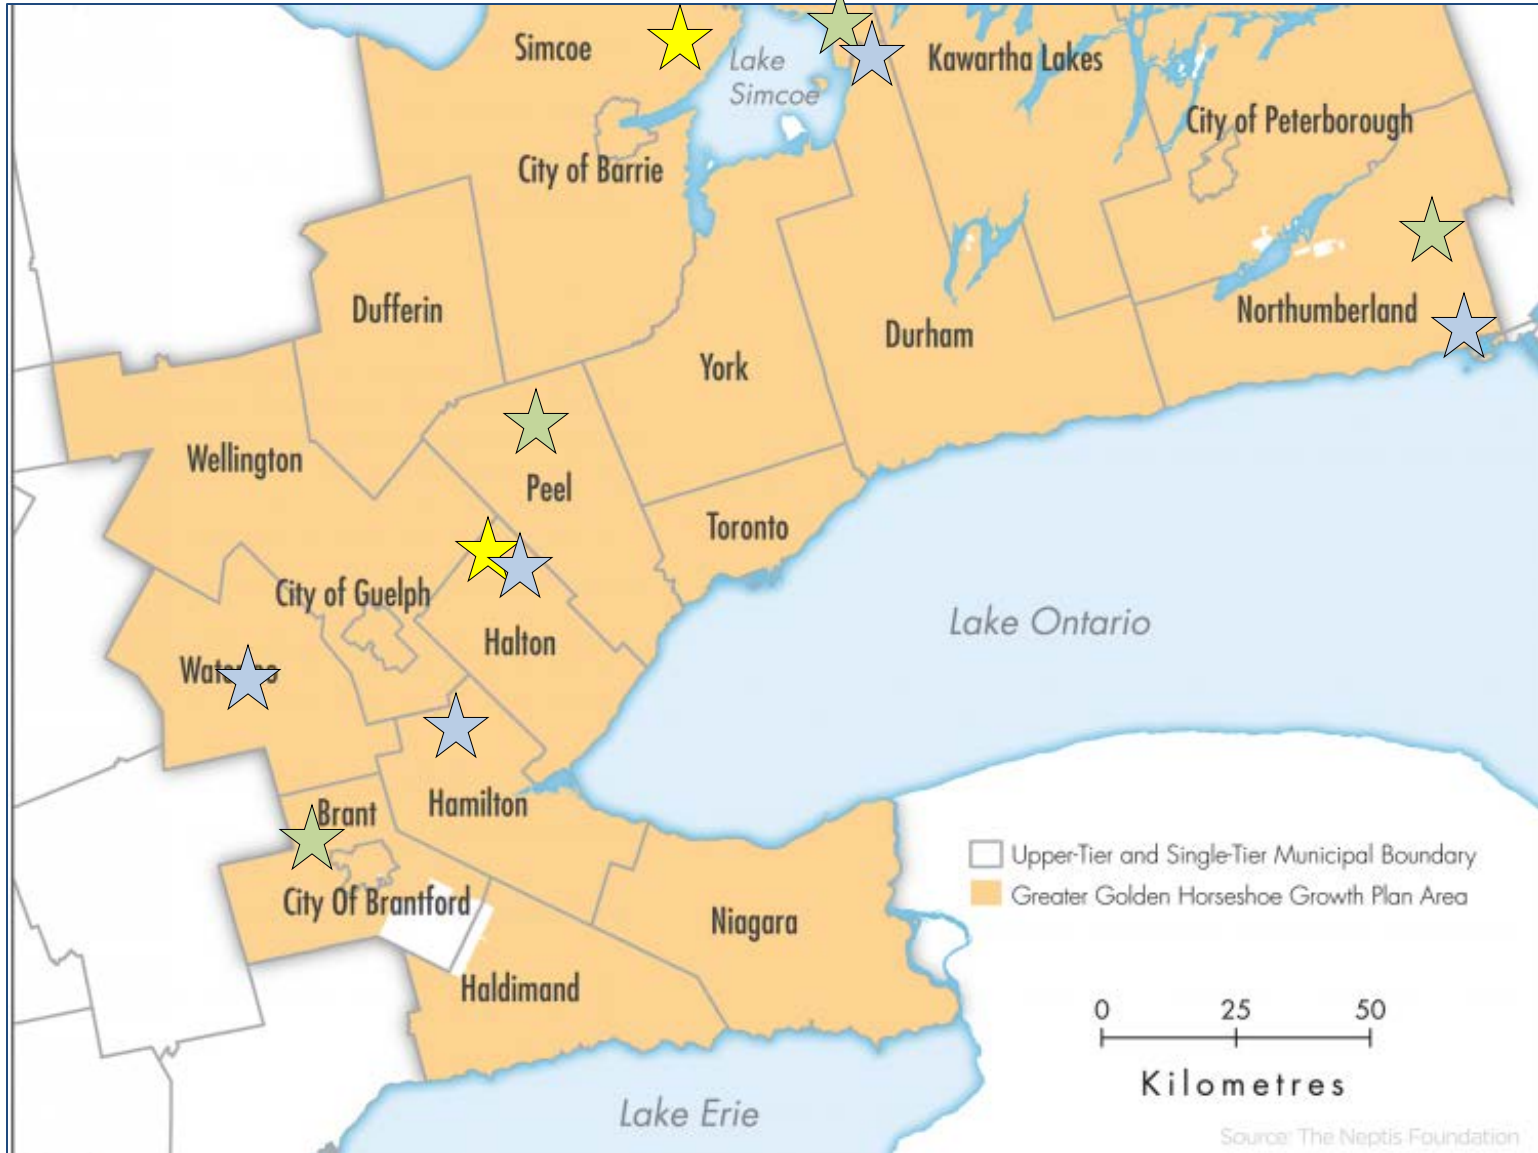 Simcoe
Lake
Simcoe
Kawartha Lakes
City of Peterborough
City of Barrie
Dufferin
Northumberland
Durham
York
Wellington
Peel
Toronto
City of Guelph
Lake Ontario
Halton
Hamilton
Brant
Upper-Tier and Single-Tier Municipal Boundary
Greater Golden Horseshoe Growth Plan Area
City Of Brantford
Niagara
Haldimand
0 25 50
Kilometres
Lake Erie
Source: The Neptis Foundation